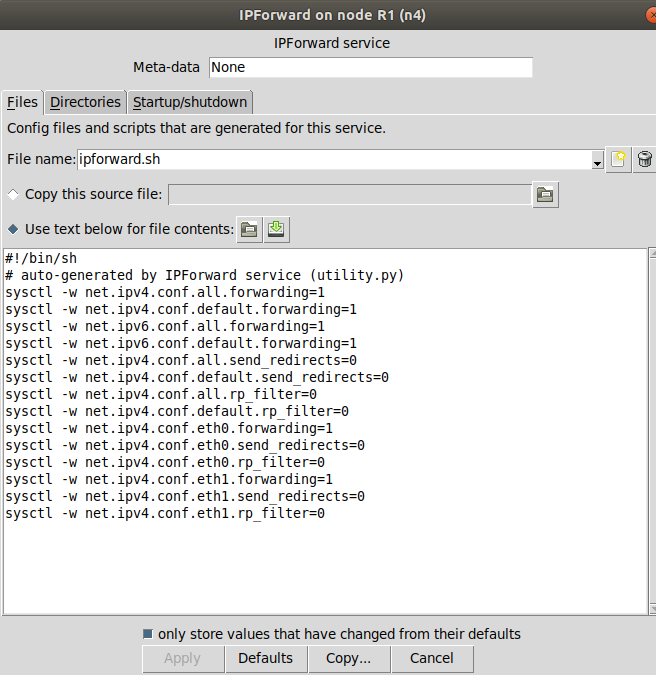 IPForward on node R1 (n4)
IPForward service
Meta-data None
Files Directories Startup/shutdown
Config files and scripts that are generated for this service.
File name: ipforward.sh
Copy this source file:
Use text below for file contents:
#!/bin/sh
# auto-generated by IPForward service (utility.py)
sysctl -w net.ipv4.conf.all.forwarding=1
sysctl -w net.ipv4.conf.default.forwarding=1
sysctl -w net.ipv6.conf.all.forwarding=1
sysctl -w net.ipv6.conf.default.forwarding=1
sysctl -w net.ipv4.conf.all.send_redirects=0
sysctl -w net.ipv4.conf.default.send_redirects=0
sysctl -w net.ipv4.conf.all.rp_filter=0
sysctl -w net.ipv4.conf.default.rp_filter=0
sysctl -w net.ipv4.conf.eth0.forwarding=1
sysctl -w net.ipv4.conf.eth0.send_redirects=0
sysctl -w net.ipv4.conf.eth0.rp_filter=0
sysctl -w net.ipv4.conf.eth1.forwarding=1
sysctl -w net.ipv4.conf.eth1.send_redirects=0
sysctl -w net.ipv4.conf.eth1.rp_filter=0
only store values that have changed from their defaults
Apply Defaults Copy... Cancel